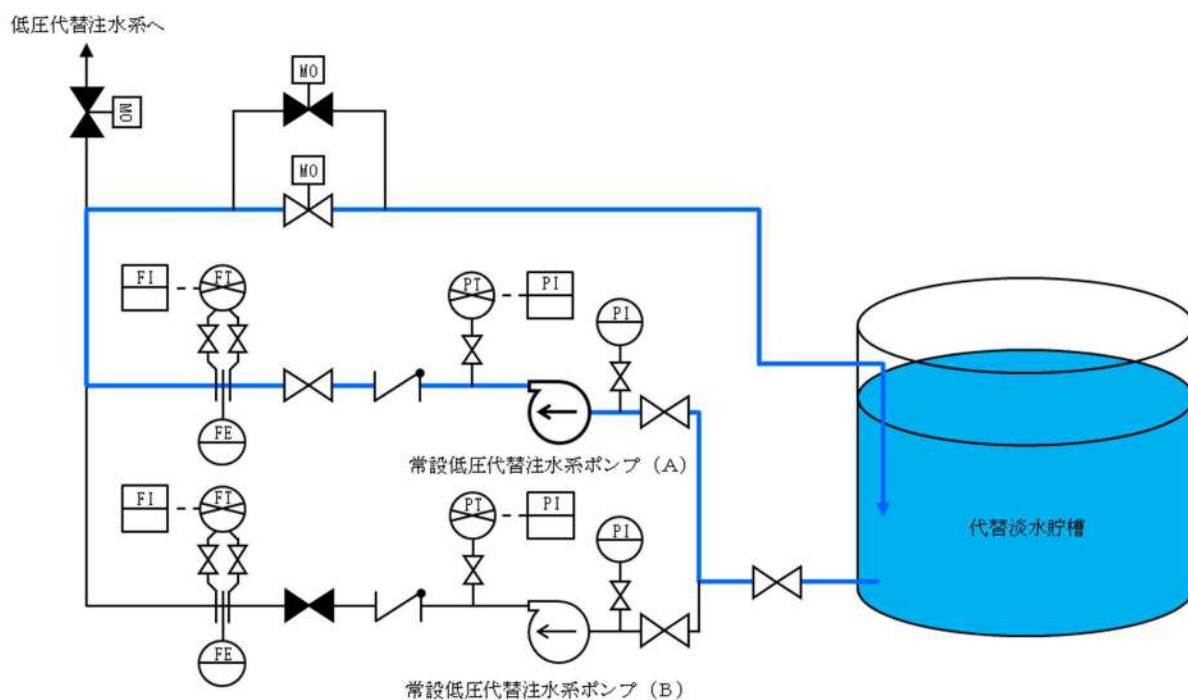 低圧代替注水系へ
MO
MO
MO
FI
FT
PT
PI
PI
FE
常設低圧代替注水系ポンプ（A）
FI
FT
PT
PI
PI
代替淡水貯槽
FE
常設低圧代替注水系ポンプ（B）